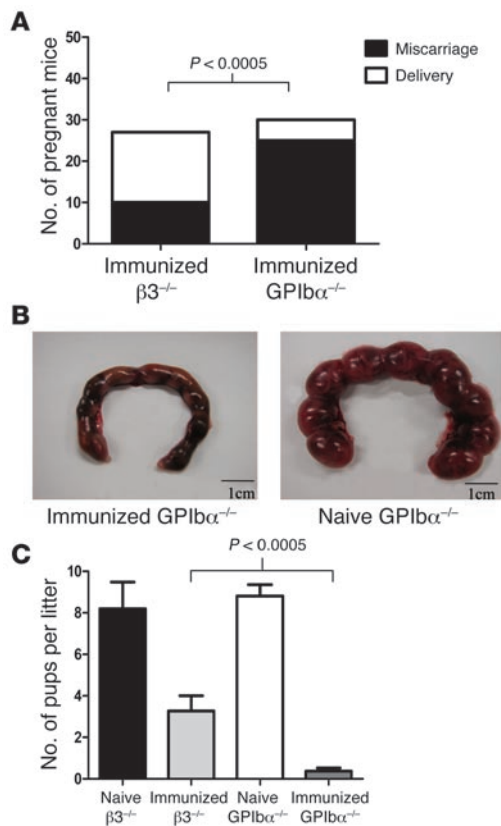 A
P < 0.0005
Miscarriage
Delivery
No. of pregnant mice
50
40
30
20
10
0
Immunized
β3⁻/⁻
Immunized
GPIbα⁻/⁻
B
1cm
1cm
Immunized GPIbα⁻/⁻
Naive GPIbα⁻/⁻
C
P < 0.0005
No. of pups per litter
10
8
6
4
2
0
Naive
β3⁻/⁻
Immunized
β3⁻/⁻
Naive
GPIbα⁻/⁻
Immunized
GPIbα⁻/⁻